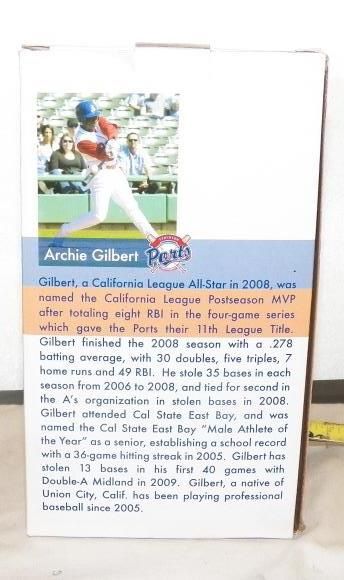 Archie Gilbert
Ports
Gilbert, a California League All-Star in 2008, was
named the California League Postseason MVP
after totaling eight RBI in the four-game series
which gave the Ports their 11th League Title.
Gilbert finished the 2008 season with a .278
batting average, with 30 doubles, five triples, 7
home runs and 49 RBI. He stole 35 bases in each
season from 2006 to 2008, and tied for second in
the A's organization in stolen bases in 2008.
Gilbert attended Cal State East Bay, and was
named the Cal State East Bay "Male Athlete of
the Year" as a senior, establishing a school record
with a 36-game hitting streak in 2005. Gilbert has
stolen 13 bases in his first 40 games with
Double-A Midland in 2009. Gilbert, a native of
Union City, Calif. has been playing professional
baseball since 2005.